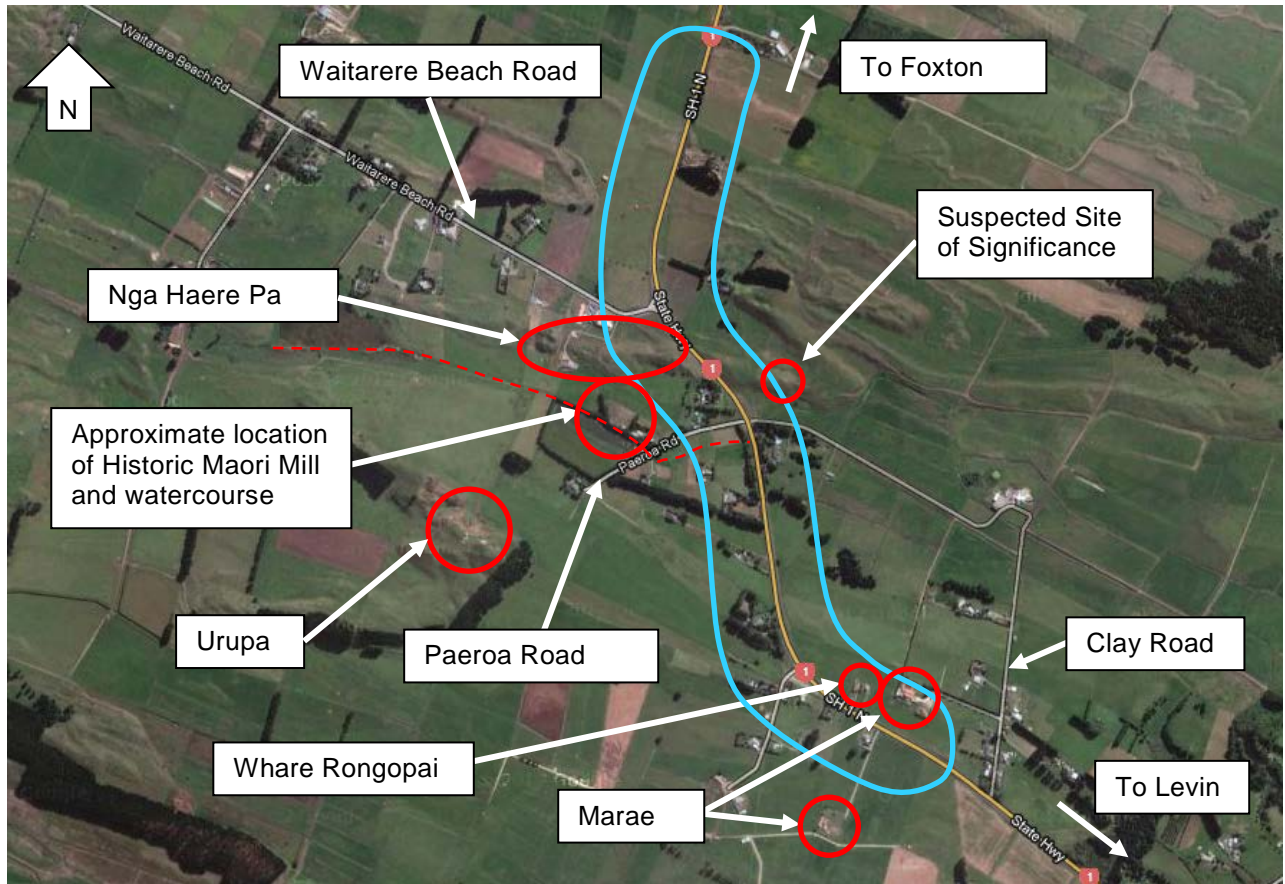 N
Waitarere Beach Road
To Foxton
Waitarere Beach Rd
Waitarere Beach Rd
1
SH 1 N
Suspected Site
of Significance
Nga Haere Pa
State Hwy
1
Approximate location
of Historic Maori Mill
and watercourse
Paeroa Rd
Urupa
Paeroa Road
Clay Road
1
SH 1 N
Whare Rongopai
Marae
To Levin
State Hwy
1